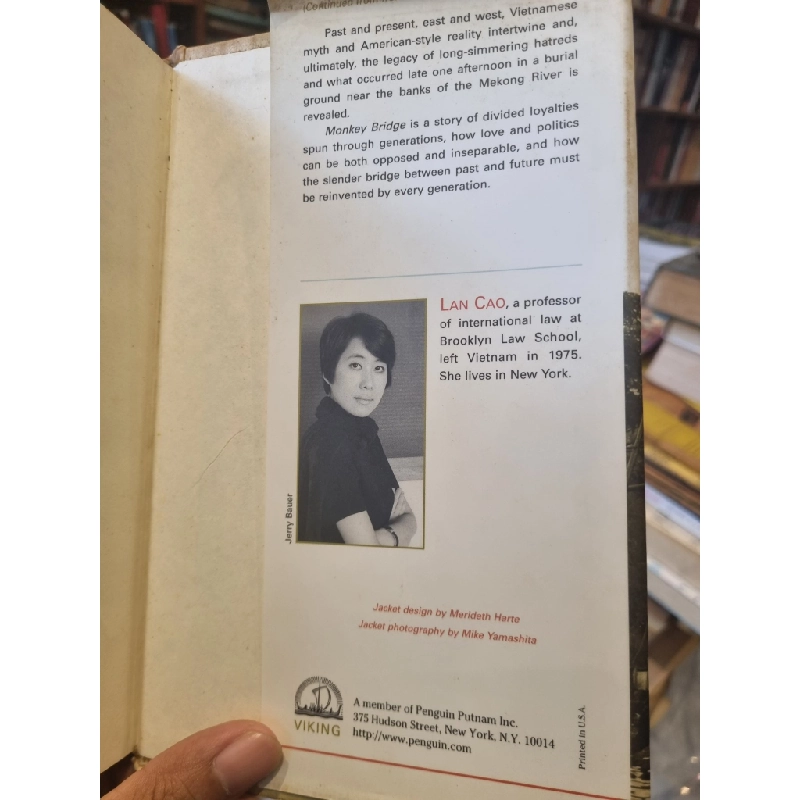 (Continued from
Past and present, east and west, Vietnamese
myth and American-style reality intertwine and,
ultimately, the legacy of long-simmering hatreds
and what occurred late one afternoon in a burial
ground near the banks of the Mekong River is
revealed.
Monkey Bridge is a story of divided loyalties
spun through generations, how love and politics
can be both opposed and inseparable, and how
the slender bridge between past and future must
be reinvented by every generation.
LAN CAO, a professor
of international law at
Brooklyn Law School,
left Vietnam in 1975.
She lives in New York.
Jerry Bauer
Jacket design by Merideth Harte
Jacket photography by Mike Yamashita
VIKING
A member of Penguin Putnam Inc.
375 Hudson Street, New York, N.Y. 10014
http://www.penguin.com
Printed in U.S.A.